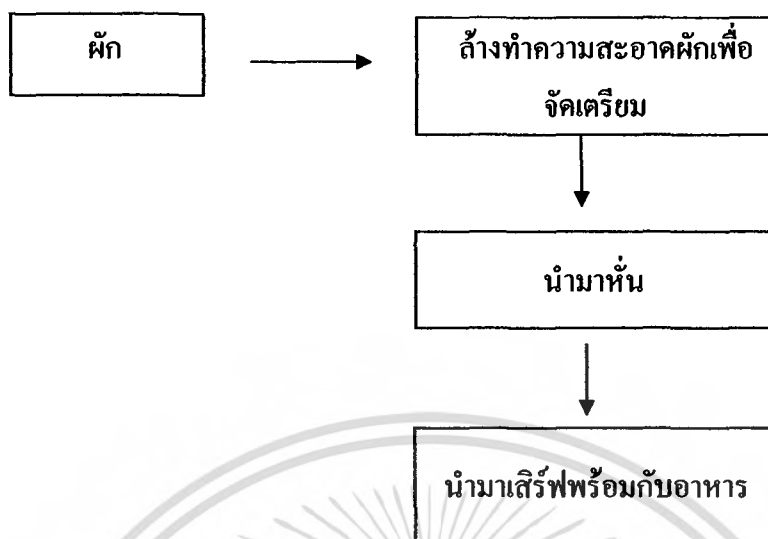 ผัก
ล้างทำความสะอาดผักเพื่อ
จัดเตรียม
นำมาหั่น
นำมาเสิร์ฟพร้อมกับอาหาร